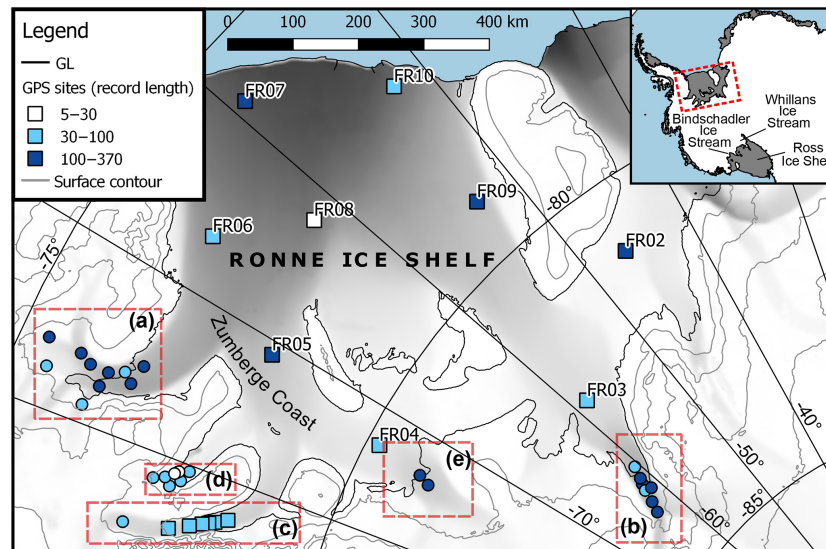 Legend
GL
GPS sites (record length)
5–30
30–100
100–370
Surface contour
0 100 200 300 400 km
FR07
FR10
FR09
FR08
FR06
FR02
RONNE ICE SHELF
-80°
-75°
(a)
Zumberge Coast
FR05
FR03
FR04
-40°
(e)
-50°
(d)
-85°
(c)
-70°
(b)
-60°
Whillans
Ice
Stream
Bindschadler
Ice
Stream
Ross
Ice She